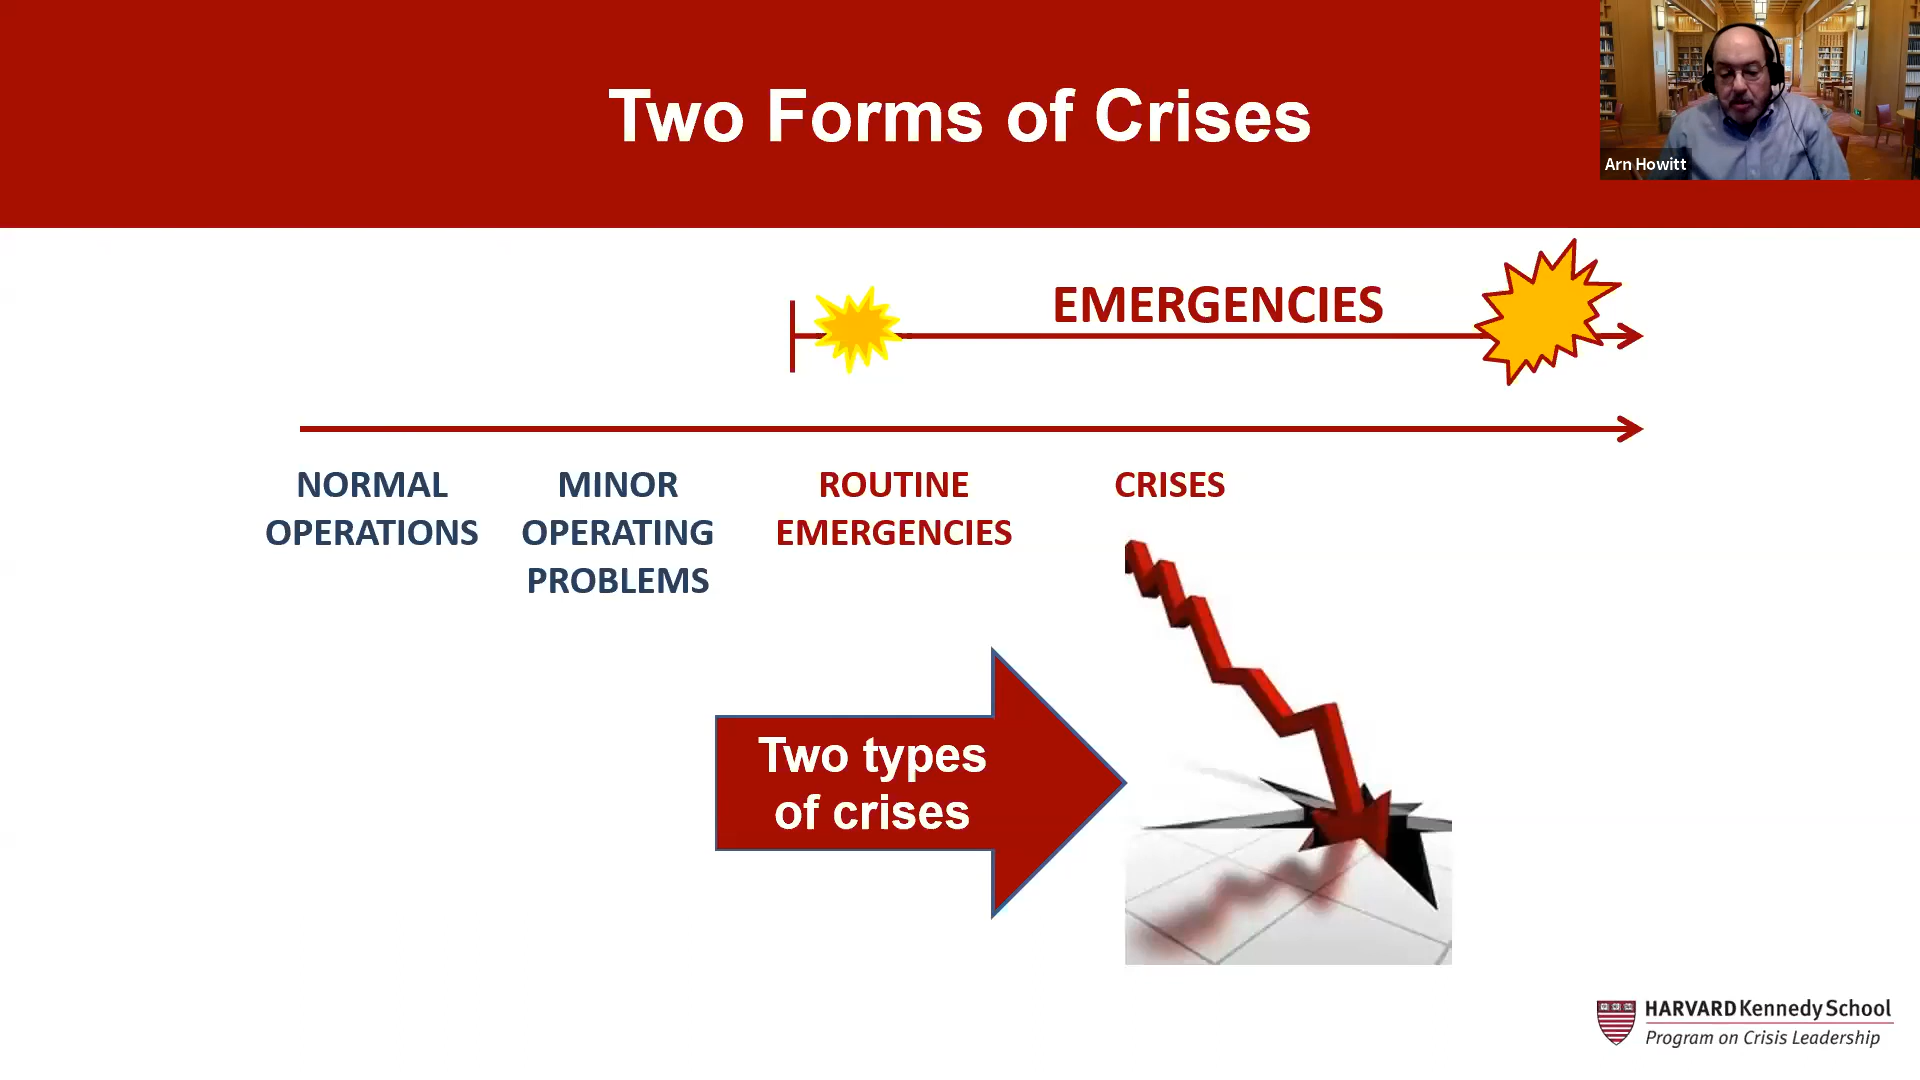 Two Forms of Crises
Arn Howitt
EMERGENCIES
NORMAL
OPERATIONS
MINOR
OPERATING
PROBLEMS
ROUTINE
EMERGENCIES
CRISES
Two types
of crises
HARVARD Kennedy School
Program on Crisis Leadership